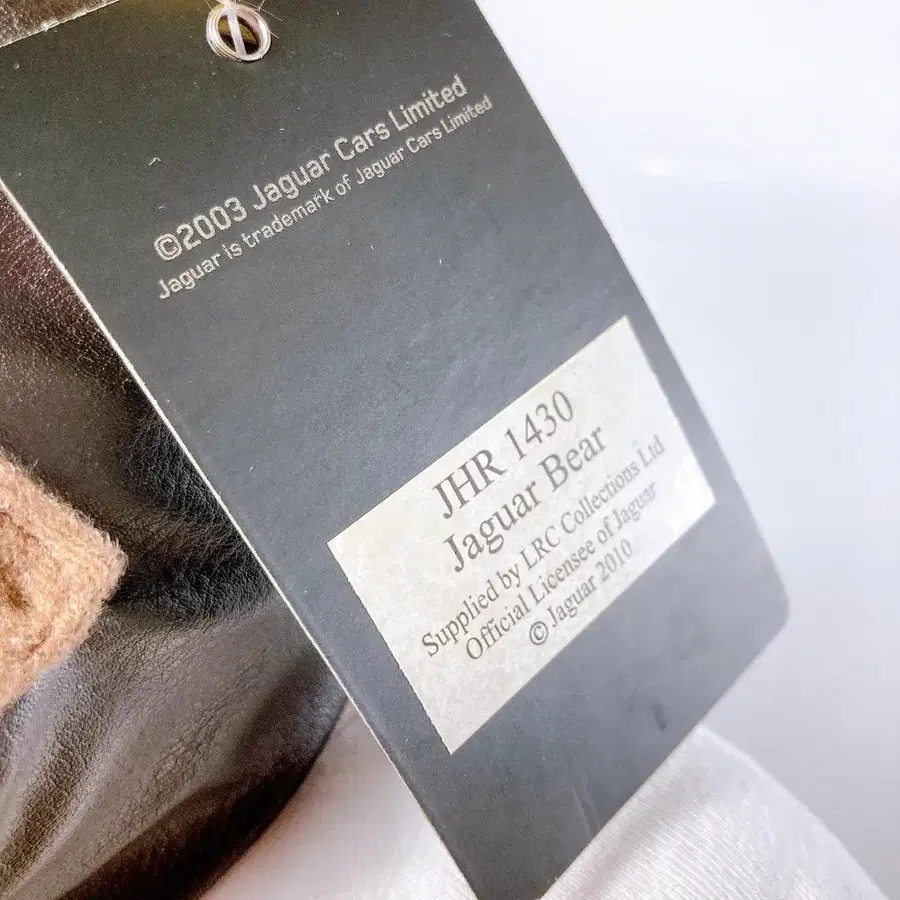 ©2003 Jaguar Cars Limited
Jaguar is trademark of Jaguar Cars Limited
JHR 1430
Jaguar Bear
Supplied by LRC Collections Ltd
Official Licensee of Jaguar
© Jaguar 2010